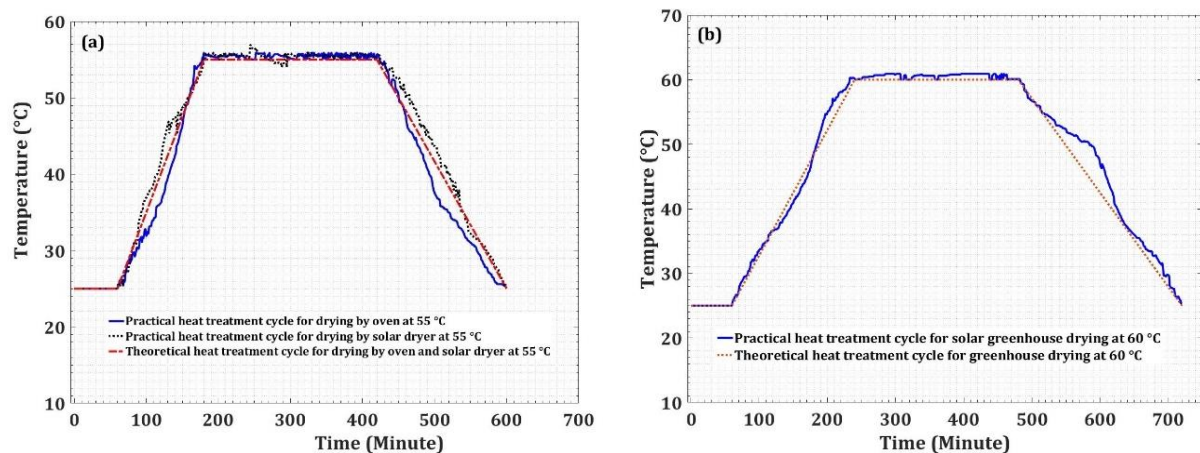 (a)
60
50
40
30
20
10
0
100
200
300
400
500
600
700
Temperature (°C)
Time (Minute)
Practical heat treatment cycle for drying by oven at 55 °C
Practical heat treatment cycle for drying by solar dryer at 55 °C
Theoretical heat treatment cycle for drying by oven and solar dryer at 55 °C
(b)
70
60
50
40
30
20
10
0
100
200
300
400
500
600
700
Temperature (°C)
Time (Minute)
Practical heat treatment cycle for solar greenhouse drying at 60 °C
Theoretical heat treatment cycle for greenhouse drying at 60 °C